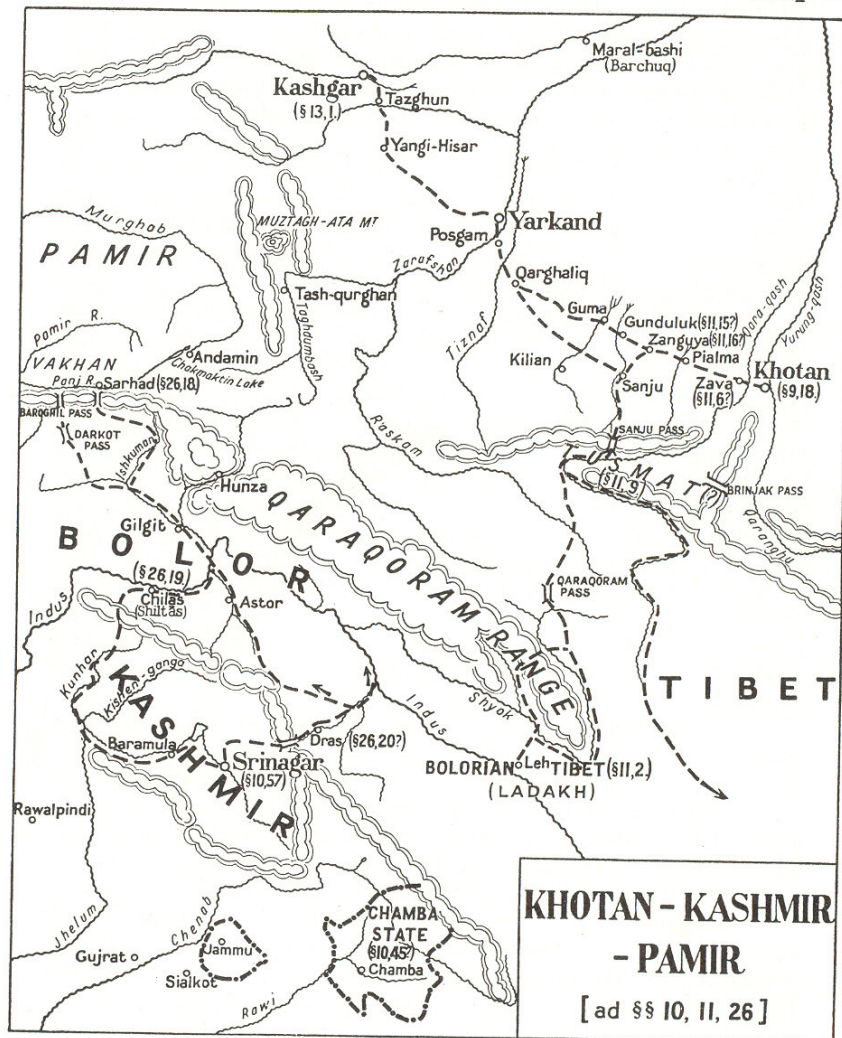 Maral-bashi
(Barchuq)
Kashgar
(§ 13, 1.)
Tazghun
Yangi-Hisar
Murghab
MUZTAGH-ATA MT
Yarkand
Posgam
PAMIR
Zarafshan
Qarghaliq
Tash-qurghan
Taghdumbash
Guma
Gunduluk (§11,15?)
Zanguya (§11,16?)
Qara-qash
Yurung-qash
Pamir R.
Andamin
Tiznaf
Kilian
Pialma
Khotan
(§9,18.)
VAKHAN
Chakmaktin Lake
Sanju
Zava
(§11,6?)
Panj R.
Sarhad (§26,18.)
BAROGHIL PASS
SANJU PASS
DARKOT
PASS
Ishkuman
Raskam
TUSMAT (?)
(§11,9)
BRINJAK PASS
Hunza
Qaranghu
Gilgit
QARAQORAM RANGE
BOLOR
(§26,19.)
QARAQORAM
PASS
Indus
Chilas
(Shiltas)
Astor
TIBET
Kunhar
Kishen-ganga
KASHMIR
Shyok
Indus
Baramula
Dras (§26,20?)
Srinagar
(§10,57)
BOLORIAN
Leh
TIBET (§11,2.)
(LADAKH)
Rawalpindi
Jhelum
Chenab
CHAMBA
STATE
(§10,45?)
Chamba
Jammu
Gujrat
Sialkot
Rawi
KHOTAN - KASHMIR
- PAMIR
[ad §§ 10, 11, 26]